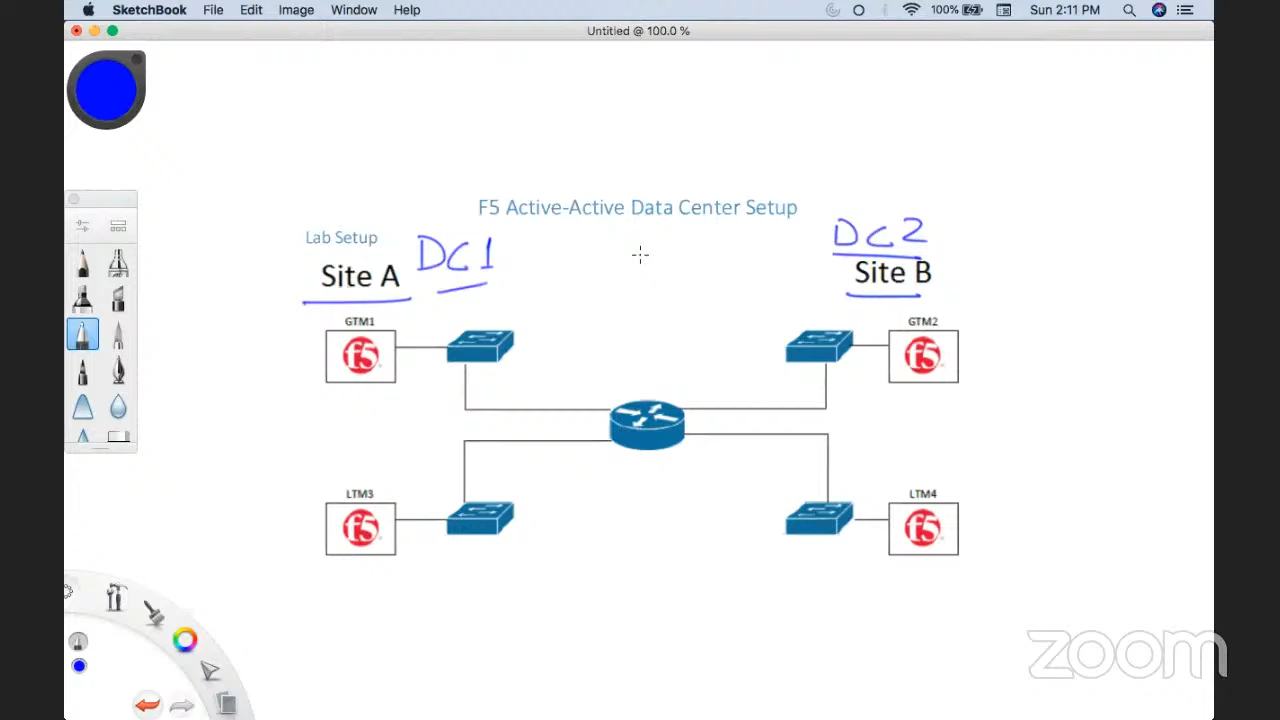 SketchBook File Edit Image Window Help 100% Sun 2:11 PM
Untitled @ 100.0 %
F5 Active-Active Data Center Setup
Lab Setup
DC1
DC2
Site A
Site B
GTM1
GTM2
f5
f5
LTM3
LTM4
f5
f5
zoom